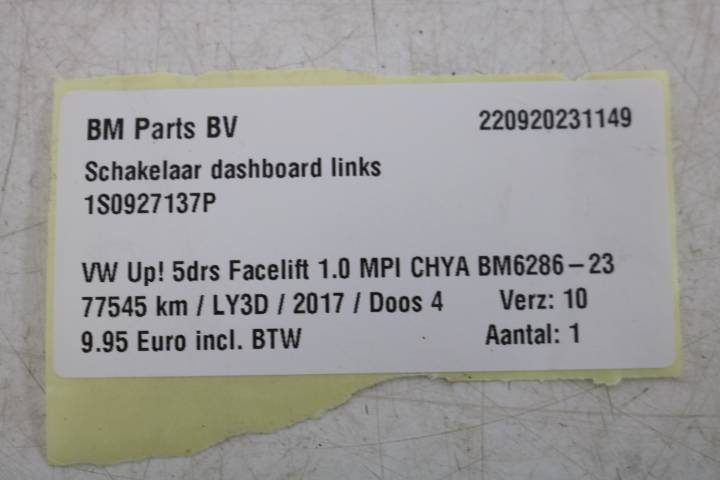 BM Parts BV 220920231149
Schakelaar dashboard links
1S0927137P
VW Up! 5drs Facelift 1.0 MPI CHYA BM6286-23
77545 km / LY3D / 2017 / Doos 4 Verz: 10
9.95 Euro incl. BTW Aantal: 1